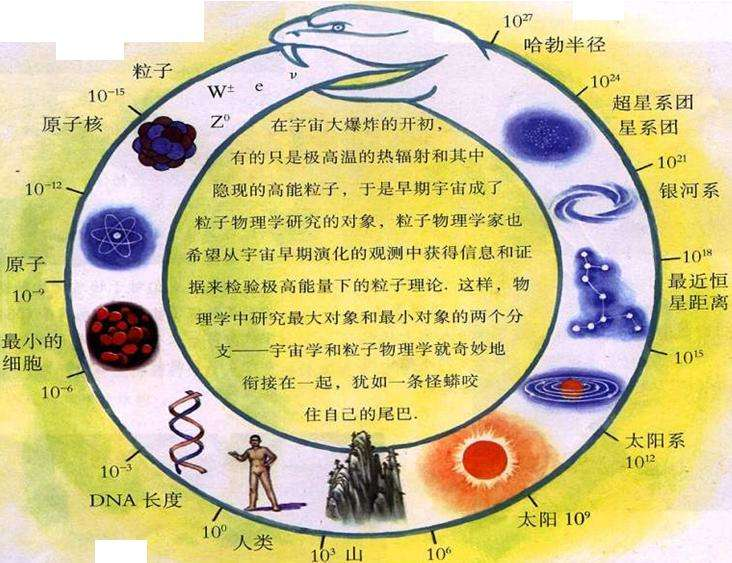 10²⁷
哈勃半径
10²⁴
超星系团
星系团
10²¹
银河系
10¹⁸
最近恒
星距离
10¹⁵
太阳系
10¹²
太阳 10⁹
10⁶
10³ 山
人类
10⁰
DNA 长度
10⁻³
10⁻⁶
最小的
细胞
10⁻⁹
原子
10⁻¹²
原子核
10⁻¹⁵
粒子
W± e ν
Z⁰
在宇宙大爆炸的开初，
有的只是极高温的热辐射和其中
隐现的高能粒子，于是早期宇宙成了
粒子物理学研究的对象，粒子物理学家也
希望从宇宙早期演化的观测中获得信息和证
据来检验极高能量下的粒子理论．这样，物
理学中研究最大对象和最小对象的两个分
支——宇宙学和粒子物理学就奇妙地
衔接在一起，犹如一条怪蟒咬
住自己的尾巴．